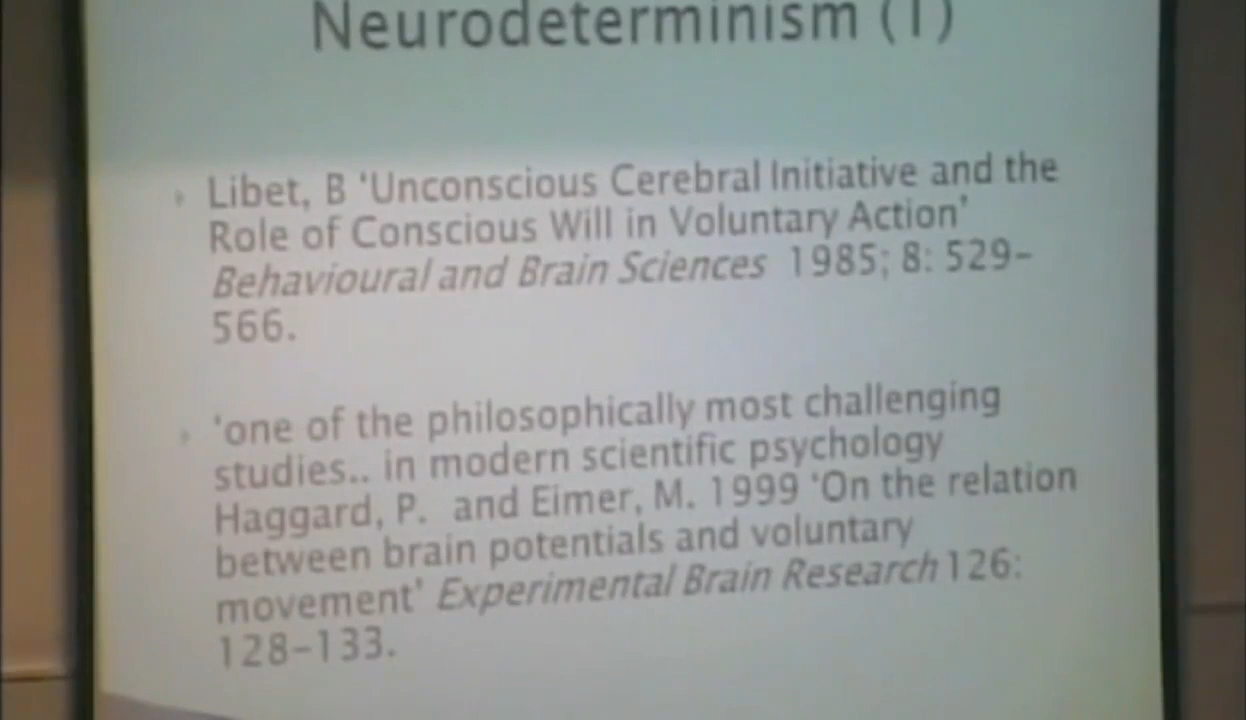 Neurodeterminism (1)
Libet, B ‘Unconscious Cerebral Initiative and the
Role of Conscious Will in Voluntary Action’
Behavioural and Brain Sciences 1985; 8: 529–
566.
‘one of the philosophically most challenging
studies.. in modern scientific psychology
Haggard, P. and Eimer, M. 1999 ‘On the relation
between brain potentials and voluntary
movement’ Experimental Brain Research 126:
128–133.